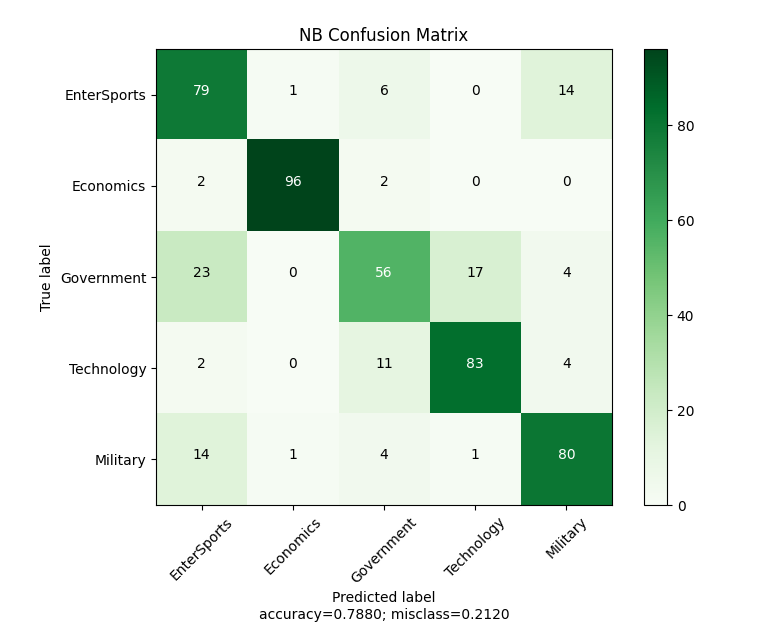 NB Confusion Matrix
EnterSports 79 1 6 0 14
Economics 2 96 2 0 0
Government 23 0 56 17 4
Technology 2 0 11 83 4
Military 14 1 4 1 80
True label
EnterSports Economics Government Technology Military
Predicted label
accuracy=0.7880; misclass=0.2120
80
60
40
20
0